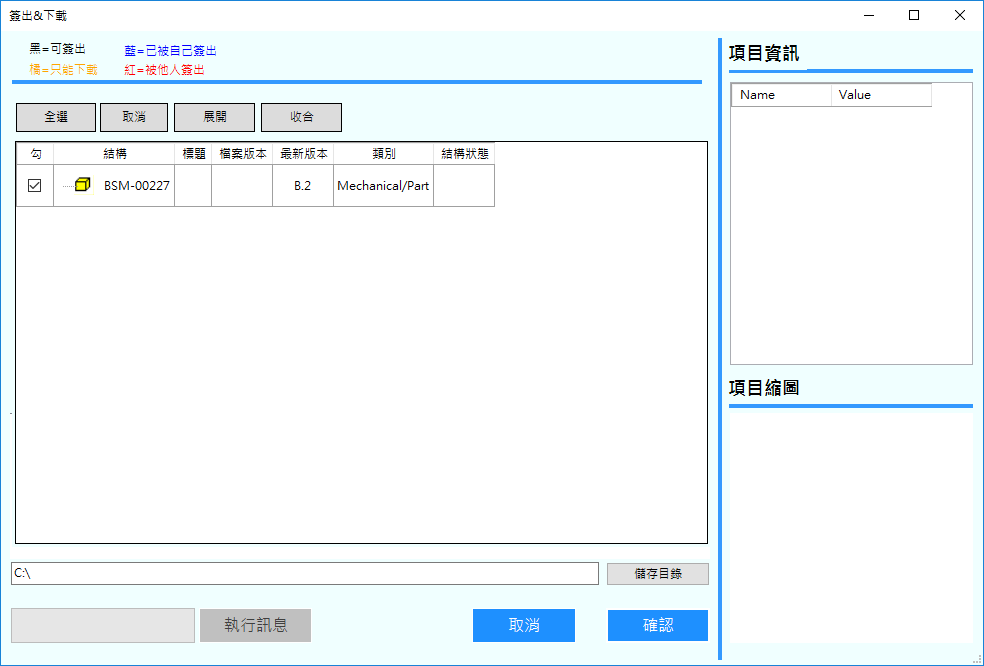 簽出&下載
黑=可簽出
藍=已被自己簽出
橘=只能下載
紅=被他人簽出
全選
取消
展開
收合
勾
結構
標題
檔案版本
最新版本
類別
結構狀態
BSM-00227
B.2
Mechanical/Part
C:\
儲存目錄
執行訊息
取消
確認
項目資訊
Name
Value
項目縮圖